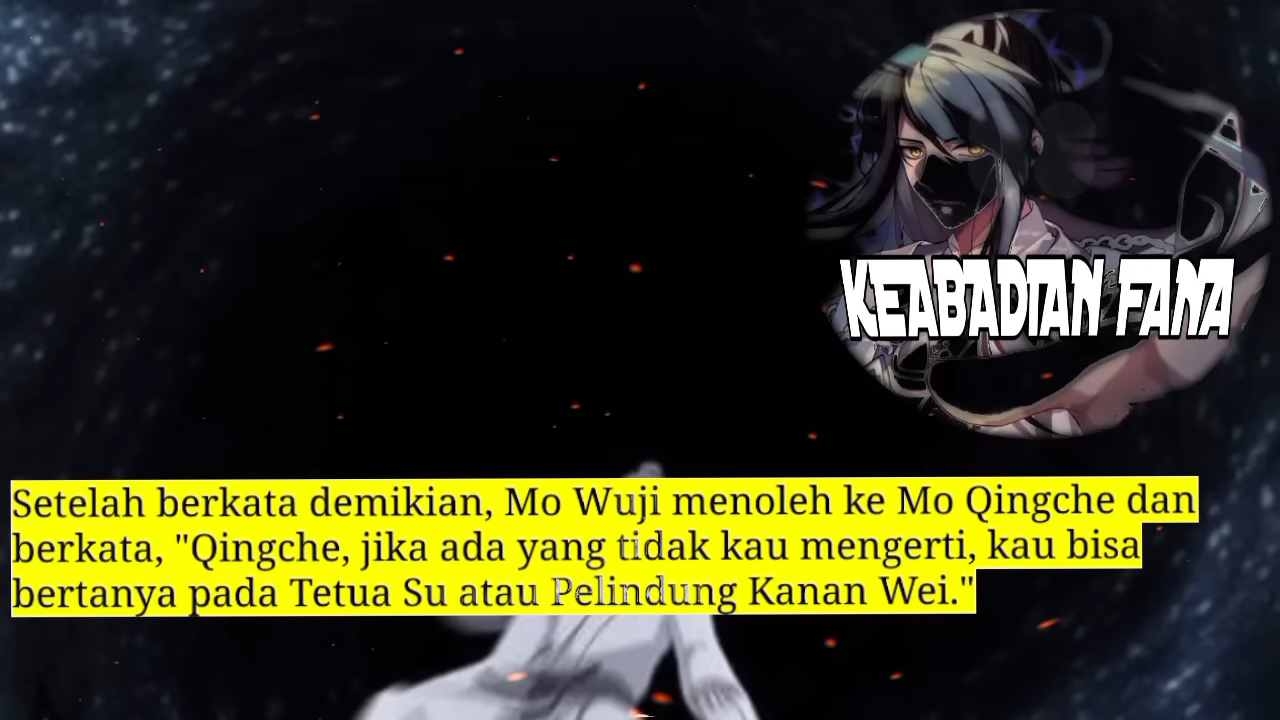 KEABADIAN FANA
Setelah berkata demikian, Mo Wuji menoleh ke Mo Qingche dan
berkata, "Qingche, jika ada yang tidak kau mengerti, kau bisa
bertanya pada Tetua Su atau Pelindung Kanan Wei."